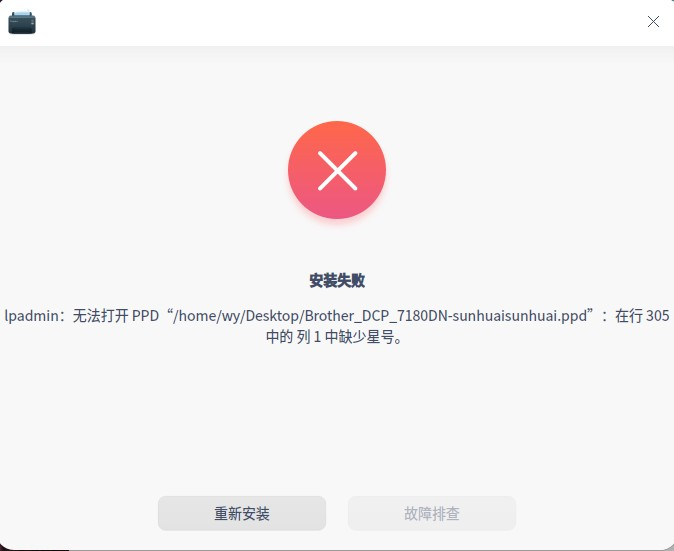 安装失败
lpadmin：无法打开 PPD“/home/wy/Desktop/Brother_DCP_7180DN-sunhuaisunhuai.ppd”：在行 305
中的 列 1 中缺少星号。
重新安装
故障排查